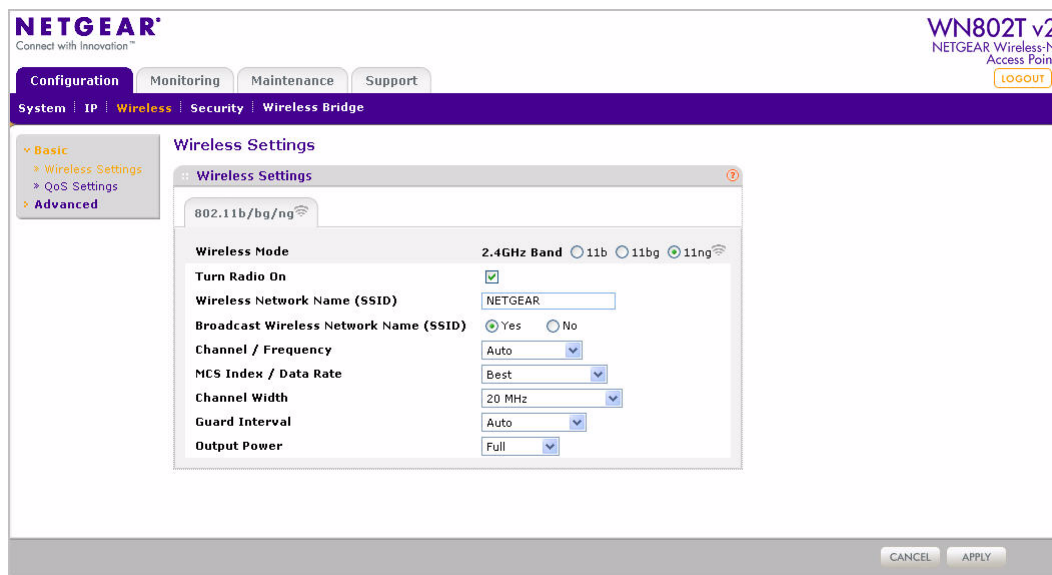 NETGEAR
Connect with Innovation™
WN802T v2
NETGEAR Wireless-N
Access Point
LOGOUT
Configuration Monitoring Maintenance Support
System IP Wireless Security Wireless Bridge
Basic
» Wireless Settings
» QoS Settings
Advanced
Wireless Settings
Wireless Settings ?
802.11b/bg/ng
Wireless Mode 2.4GHz Band 11b 11bg 11ng
Turn Radio On
Wireless Network Name (SSID) NETGEAR
Broadcast Wireless Network Name (SSID) Yes No
Channel / Frequency Auto
MCS Index / Data Rate Best
Channel Width 20 MHz
Guard Interval Auto
Output Power Full
CANCEL APPLY